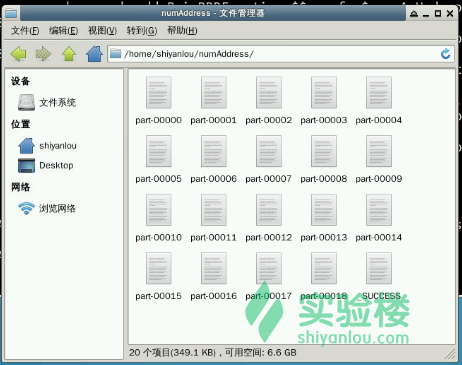 numAddress - 文件管理器
文件(F) 编辑(E) 视图(V) 转到(G) 帮助(H)
/home/shiyanlou/numAddress/
设备
文件系统
位置
shiyanlou
Desktop
网络
浏览网络
part-00000 part-00001 part-00002 part-00003 part-00004
part-00005 part-00006 part-00007 part-00008 part-00009
part-00010 part-00011 part-00012 part-00013 part-00014
part-00015 part-00016 part-00017 part-00018 _SUCCESS
实验楼
shiyanlou.com
20 个项目(349.1 KB)，可用空间: 6.6 GB